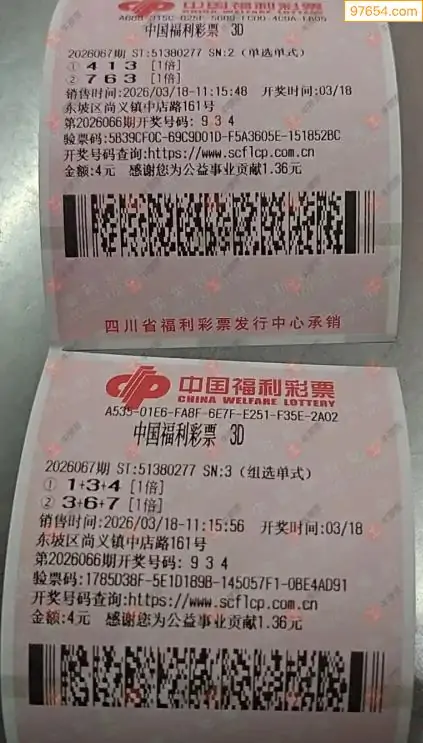 97654.com
中国福利彩票
CHINA WELFARE LOTTERY
中国福利彩票 3D
2026067期 ST:51380277 SN:2 (单选单式)
① 4 1 3 [1倍]
② 7 6 3 [1倍]
销售时间:2026/03/18-11:15:48 开奖时间:03/18
东坡区尚义镇中店路161号
第2026066期开奖号码: 9 3 4
验票码:5B39CF0C-69C9D01D-F5A3605E-151852BC
开奖号码查询:https://www.scflcp.com.cn
金额:4元 感谢您为公益事业贡献1.36元
四川省福利彩票发行中心承销
中国福利彩票
CHINA WELFARE LOTTERY
A535-01E6-FA8F-6E7F-E251-F35E-2A02
中国福利彩票 3D
2026067期 ST:51380277 SN:3 (组选单式)
① 1+3+4 [1倍]
② 3+6+7 [1倍]
销售时间:2026/03/18-11:15:56 开奖时间:03/18
东坡区尚义镇中店路161号
第2026066期开奖号码: 9 3 4
验票码:1785D38F-5E1D189B-145057F1-0BE4AD91
开奖号码查询:https://www.scflcp.com.cn
金额:4元 感谢您为公益事业贡献1.36元